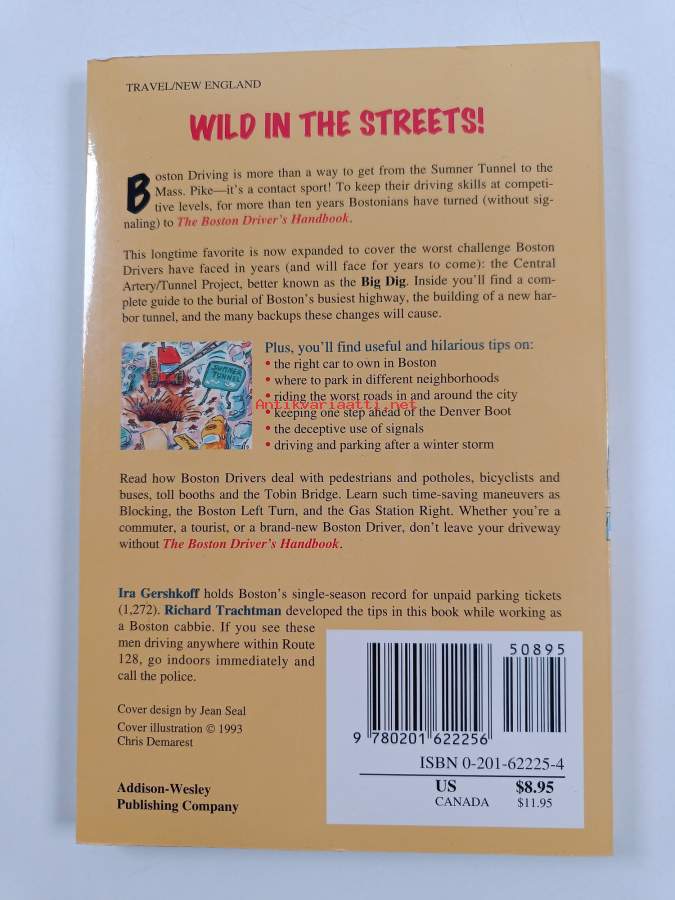 TRAVEL/NEW ENGLAND
WILD IN THE STREETS!
Boston Driving is more than a way to get from the Sumner Tunnel to the
Mass. Pike—it's a contact sport! To keep their driving skills at competi-
tive levels, for more than ten years Bostonians have turned (without sig-
naling) to The Boston Driver's Handbook.
This longtime favorite is now expanded to cover the worst challenge Boston
Drivers have faced in years (and will face for years to come): the Central
Artery/Tunnel Project, better known as the Big Dig. Inside you'll find a com-
plete guide to the burial of Boston's busiest highway, the building of a new har-
bor tunnel, and the many backups these changes will cause.
SUMNER
TUNNEL
Plus, you'll find useful and hilarious tips on:
• the right car to own in Boston
• where to park in different neighborhoods
• riding the worst roads in and around the city
Antikvariaatti.net
• keeping one step ahead of the Denver Boot
• the deceptive use of signals
• driving and parking after a winter storm
Read how Boston Drivers deal with pedestrians and potholes, bicyclists and
buses, toll booths and the Tobin Bridge. Learn such time-saving maneuvers as
Blocking, the Boston Left Turn, and the Gas Station Right. Whether you're a
commuter, a tourist, or a brand-new Boston Driver, don't leave your driveway
without The Boston Driver's Handbook.
Ira Gershkoff holds Boston's single-season record for unpaid parking tickets
(1,272). Richard Trachtman developed the tips in this book while working as
a Boston cabbie. If you see these
men driving anywhere within Route
128, go indoors immediately and
call the police.
Cover design by Jean Seal
Cover illustration © 1993
Chris Demarest
Addison-Wesley
Publishing Company
50895
9 780201 622256
ISBN 0-201-62225-4
US $8.95
CANADA $11.95